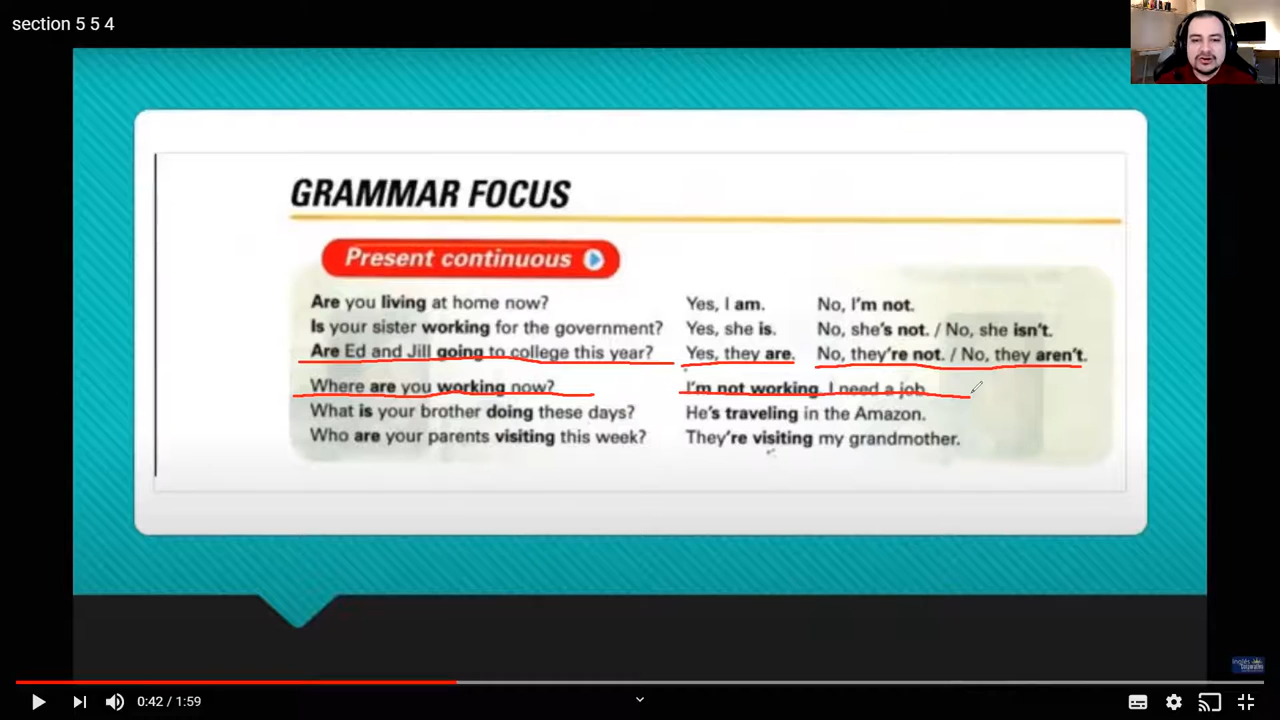 section 5 5 4
GRAMMAR FOCUS
Present continuous
Are you living at home now? Yes, I am. No, I'm not.
Is your sister working for the government? Yes, she is. No, she's not. / No, she isn't.
Are Ed and Jill going to college this year? Yes, they are. No, they're not. / No, they aren't.
Where are you working now? I'm not working. I need a job.
What is your brother doing these days? He's traveling in the Amazon.
Who are your parents visiting this week? They're visiting my grandmother.
0:42 / 1:59